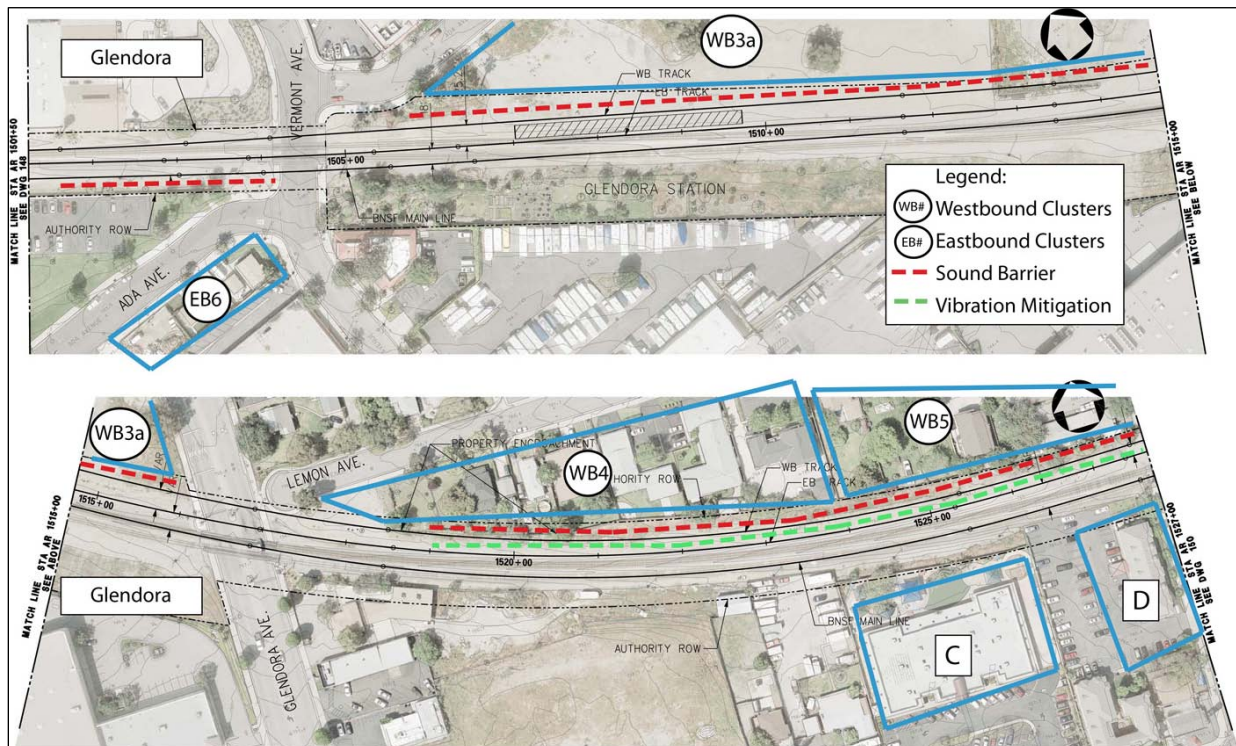 Glendora
VERMONT AVE.
WB3a
WB TRACK
EB TRACK
1510+00
1505+00
MATCH LINE STA AR 1501+50
SEE DWG 148
AUTHORITY ROW
BNSF MAIN LINE
GLENDORA STATION
ADA AVE.
EB6
MATCH LINE STA AR 1515+00
SEE BELOW
Legend:
WB# Westbound Clusters
EB# Eastbound Clusters
Sound Barrier
Vibration Mitigation
WB3a
AR
LEMON AVE.
PROPERTY ENCROACHMENT
WB4
HORITY ROW
WB TRACK
EB TRACK
WB5
1515+00
1520+00
1525+00
MATCH LINE STA AR 1515+00
SEE ABOVE
Glendora
GLENDORA AVE.
AUTHORITY ROW
BNSF MAIN LINE
C
D
MATCH LINE STA AR 1527+00
SEE DWG 150